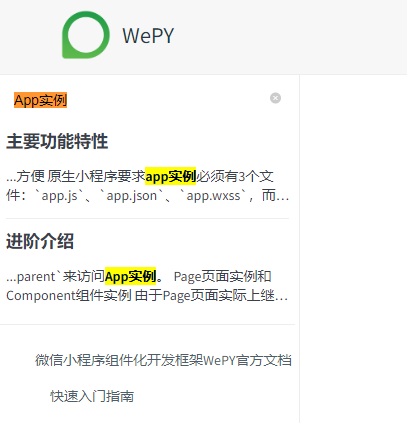 WePY
App实例
主要功能特性
...方便 原生小程序要求app实例必须有3个文
件：`app.js`、`app.json`、`app.wxss`，而...
进阶介绍
...parent`来访问App实例。 Page页面实例和
Component组件实例 由于Page页面实际上继...
微信小程序组件化开发框架WePY官方文档
快速入门指南